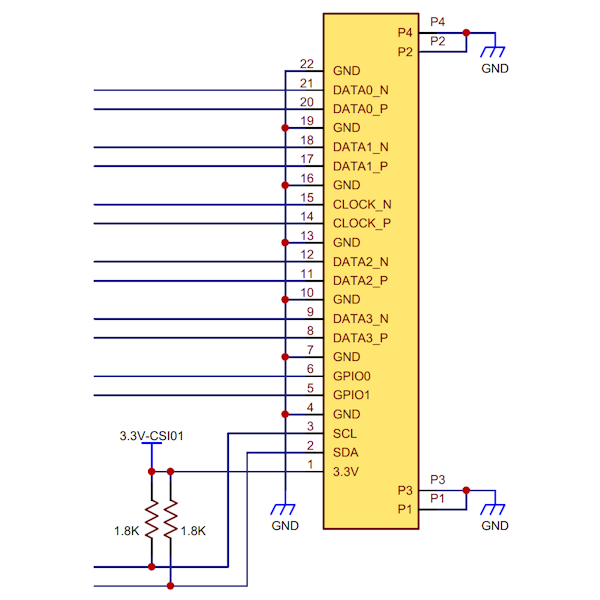 P4 P4
P2 P2
GND
22 GND
21 DATA0_N
20 DATA0_P
19 GND
18 DATA1_N
17 DATA1_P
16 GND
15 CLOCK_N
14 CLOCK_P
13 GND
12 DATA2_N
11 DATA2_P
10 GND
9 DATA3_N
8 DATA3_P
7 GND
6 GPIO0
5 GPIO1
4 GND
3 SCL
2 SDA
1 3.3V
3.3V-CSI01
P3 P3
P1 P1
GND
GND
1.8K 1.8K